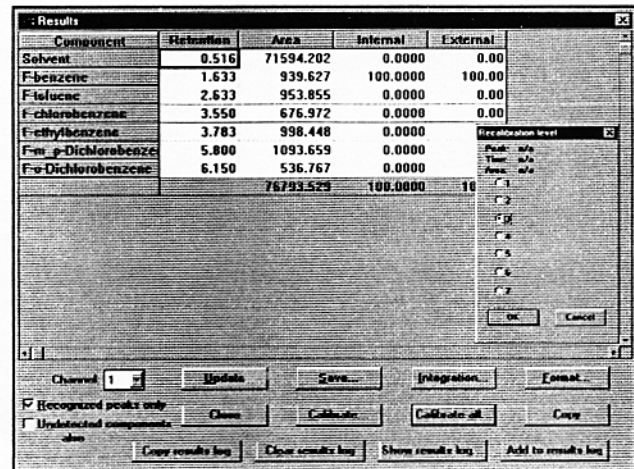 : Results
Component Retention Area Internal External
Solvent 0.516 71594.202 0.0000 0.00
F-benzene 1.633 939.627 100.0000 100.00
F-toluene 2.633 953.855 0.0000 0.00
F-chlorobenzene 3.550 676.972 0.0000 0.00
F-ethylbenzene 3.783 998.448 0.0000
F-m_p-Dichlorobenze 5.800 1093.659 0.0000
F-o-Dichlorobenzene 6.150 536.767 0.0000
76793.529 100.0000 10
Recalibration level
Peak: n/a
Time: n/a
Area: n/a
1
2
3
4
5
6
7
OK Cancel
Channel 1 Update Save... Integration... Format...
Recognized peaks only Close Calibrate Calibrate all... Copy
Undetected components also
Copy results log Clear results log Show results log... Add to results log